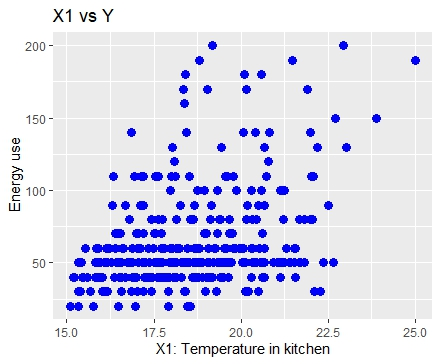 X1 vs Y
Energy use
200
150
100
50
15.0 17.5 20.0 22.5 25.0
X1: Temperature in kitchen